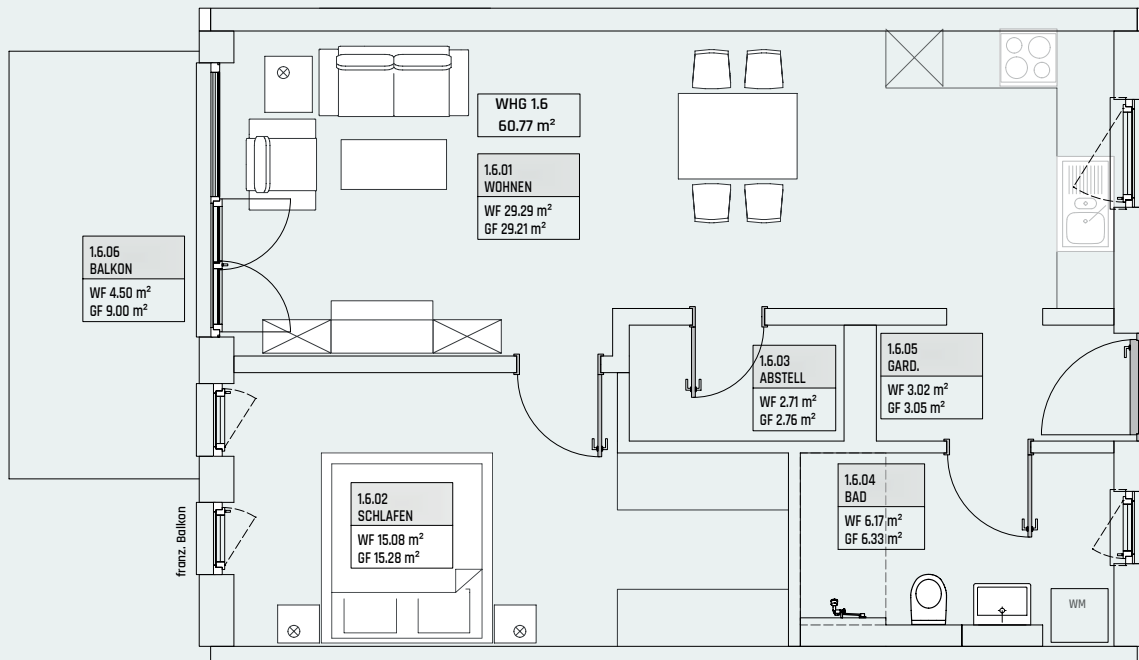 WHG 1.6
60.77 m²
1.6.01
WOHNEN
WF 29.29 m²
GF 29.21 m²
1.6.06
BALKON
WF 4.50 m²
GF 9.00 m²
1.6.03
ABSTELL
WF 2.71 m²
GF 2.76 m²
1.6.05
GARD.
WF 3.02 m²
GF 3.05 m²
1.6.02
SCHLAFEN
WF 15.08 m²
GF 15.28 m²
1.6.04
BAD
WF 6.17 m²
GF 6.33 m²
franz. Balkon
WM